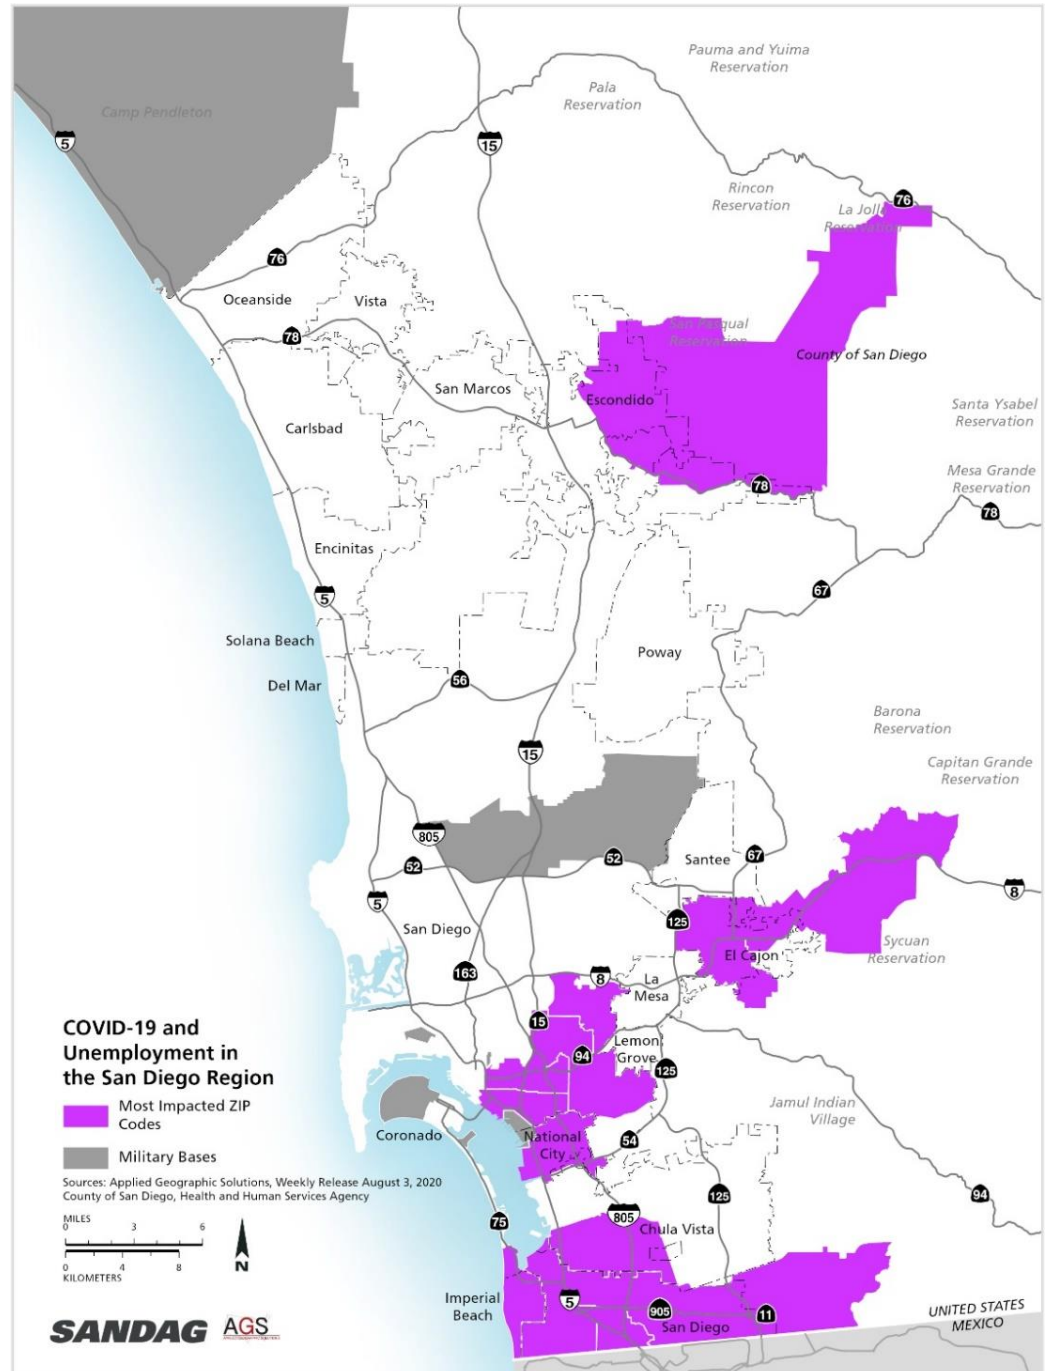 Pauma and Yuima
Reservation
Pala
Reservation
Camp Pendleton
5
15
Rincon
Reservation
76
La Jolla
Reservation
76
Oceanside
Vista
78
San Pasqual
Reservation
County of San Diego
San Marcos
Escondido
Carlsbad
Santa Ysabel
Reservation
Mesa Grande
Reservation
78
78
Encinitas
5
67
Solana Beach
Poway
56
Del Mar
Barona
Reservation
15
Capitan Grande
Reservation
805
52
52
Santee
67
8
5
125
San Diego
El Cajon
Sycuan
Reservation
163
8
La
Mesa
15
COVID-19 and
Unemployment in
the San Diego Region
Lemon
Grove
94
125
Most Impacted ZIP
Codes
Jamul Indian
Village
Coronado
National
City
54
Military Bases
Sources: Applied Geographic Solutions, Weekly Release August 3, 2020
County of San Diego, Health and Human Services Agency
125
94
MILES
0 3 6
75
805
Chula Vista
N
0 4 8
KILOMETERS
Imperial
Beach
5
905
11
San Diego
UNITED STATES
MEXICO
SANDAG
AGS